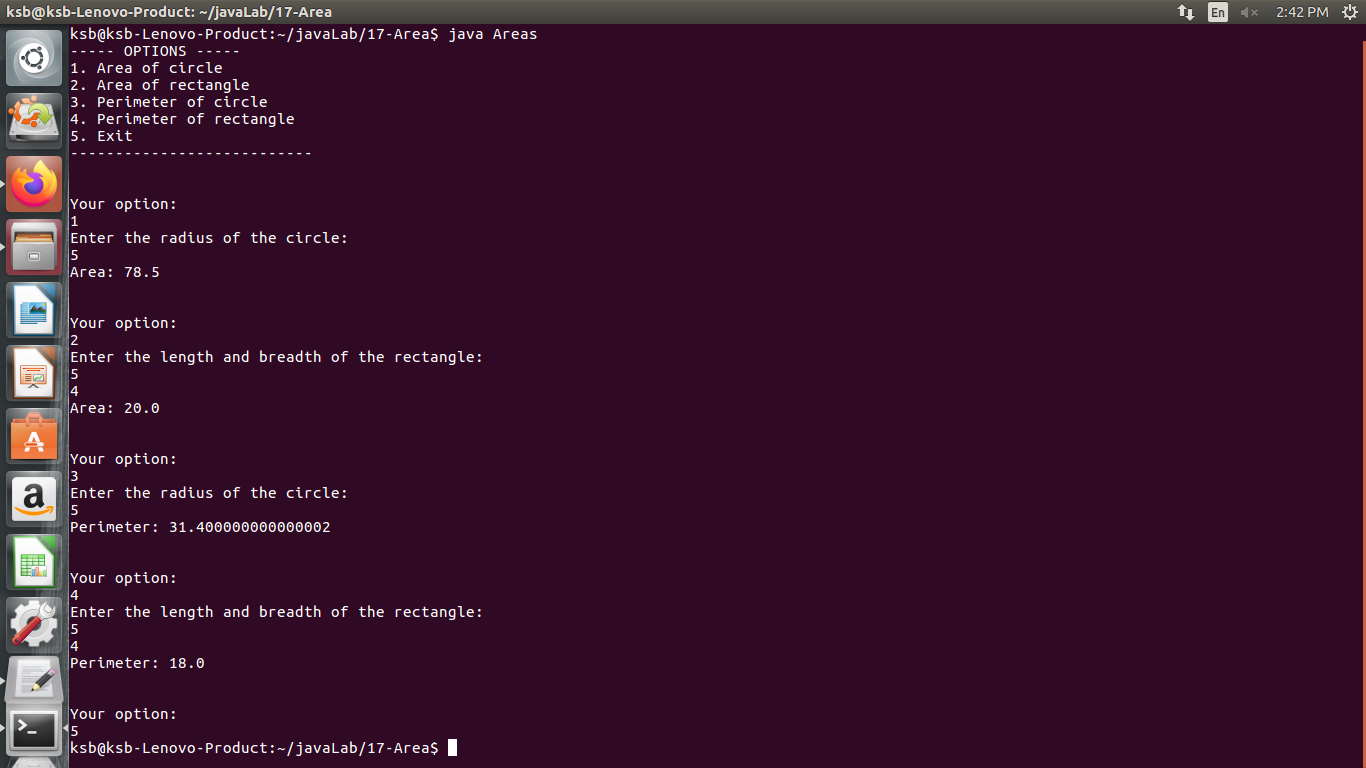 ksb@ksb-Lenovo-Product: ~/javaLab/17-Area
En
2:42 PM
ksb@ksb-Lenovo-Product:~/javaLab/17-Area$ java Areas
----- OPTIONS -----
1. Area of circle
2. Area of rectangle
3. Perimeter of circle
4. Perimeter of rectangle
5. Exit
---------------------------
Your option:
1
Enter the radius of the circle:
5
Area: 78.5
Your option:
2
Enter the length and breadth of the rectangle:
5
4
Area: 20.0
Your option:
3
Enter the radius of the circle:
5
Perimeter: 31.400000000000002
Your option:
4
Enter the length and breadth of the rectangle:
5
4
Perimeter: 18.0
Your option:
5
ksb@ksb-Lenovo-Product:~/javaLab/17-Area$